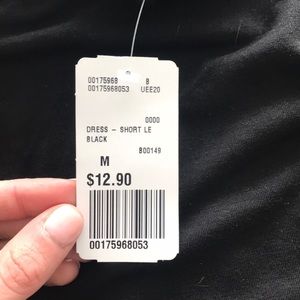 00175968 8
00175968053 UEE20
0000
DRESS – SHORT LE
BLACK
800149
M
$12.90
00175968053